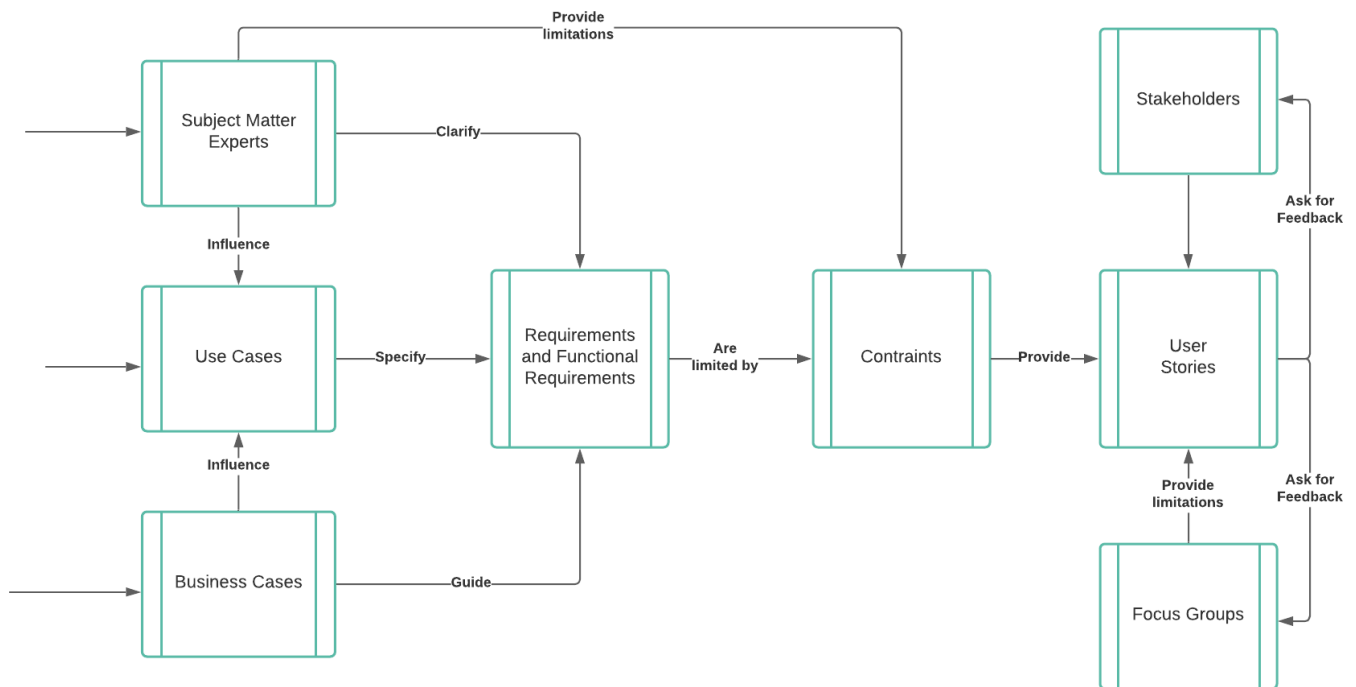 Provide
limitations
Stakeholders
Subject Matter
Experts
Clarify
Ask for
Feedback
Influence
Use Cases
Specify
Requirements
and Functional
Requirements
Are
limited by
Contraints
Provide
User
Stories
Influence
Provide
limitations
Ask for
Feedback
Business Cases
Guide
Focus Groups